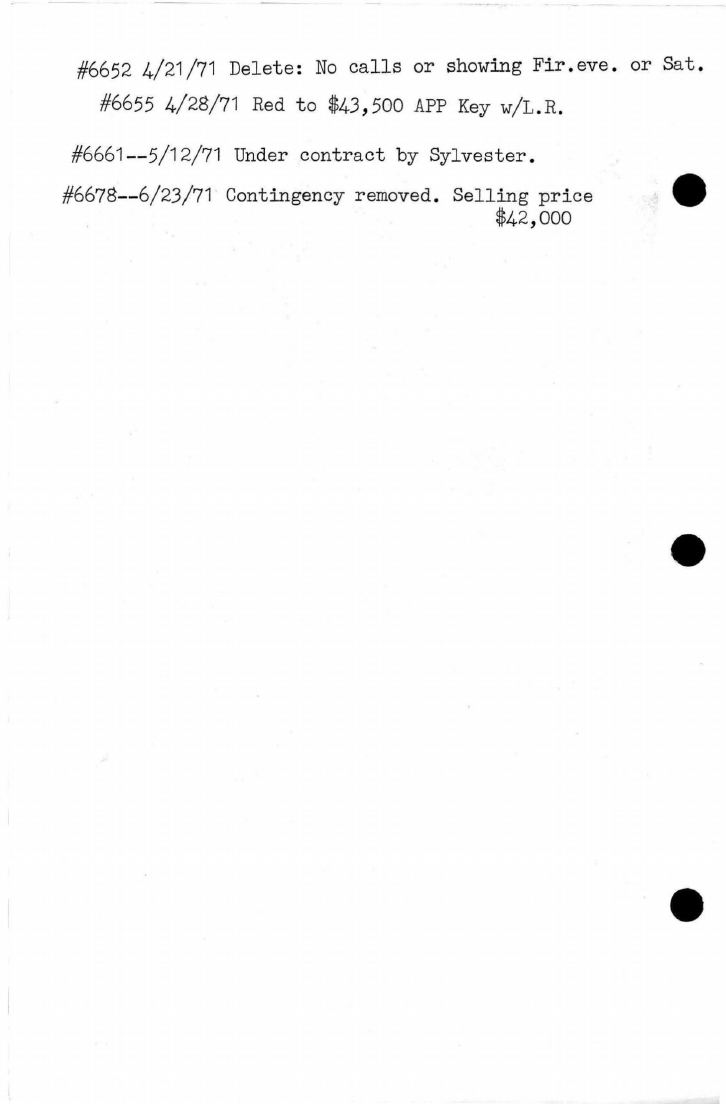 #6652 4/21/71 Delete: No calls or showing Fir.eve. or Sat.
#6655 4/28/71 Red to $43,500 APP Key w/L.R.
#6661--5/12/71 Under contract by Sylvester.
#6678--6/23/71 Contingency removed. Selling price
$42,000